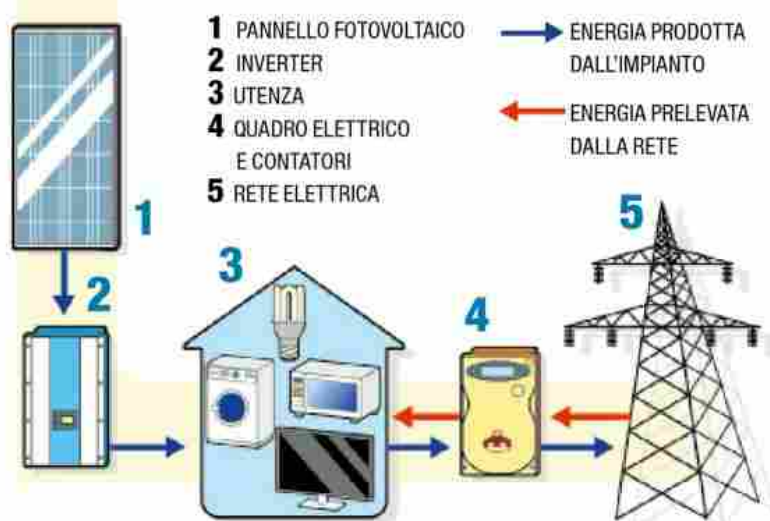 1 PANNELLO FOTOVOLTAICO
2 INVERTER
3 UTENZA
4 QUADRO ELETTRICO
E CONTATORI
5 RETE ELETTRICA
ENERGIA PRODOTTA
DALL'IMPIANTO
ENERGIA PRELEVATA
DALLA RETE
1
2
3
4
5